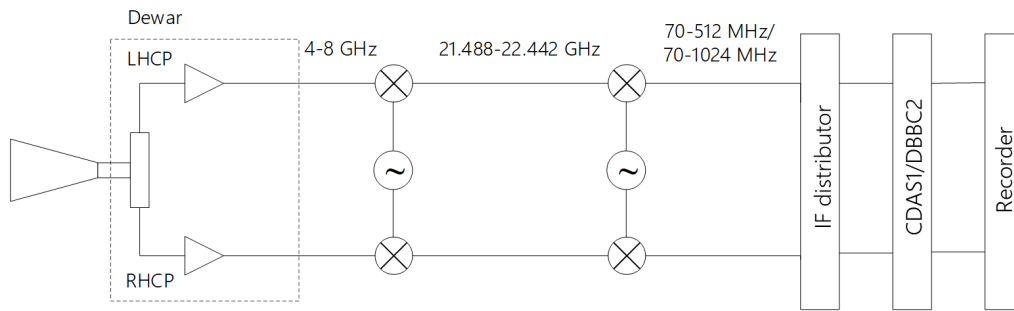 Dewar
LHCP
4-8 GHz
21.488-22.442 GHz
70-512 MHz/
70-1024 MHz
~
~
IF distributor
CDAS1/DBBC2
Recorder
RHCP